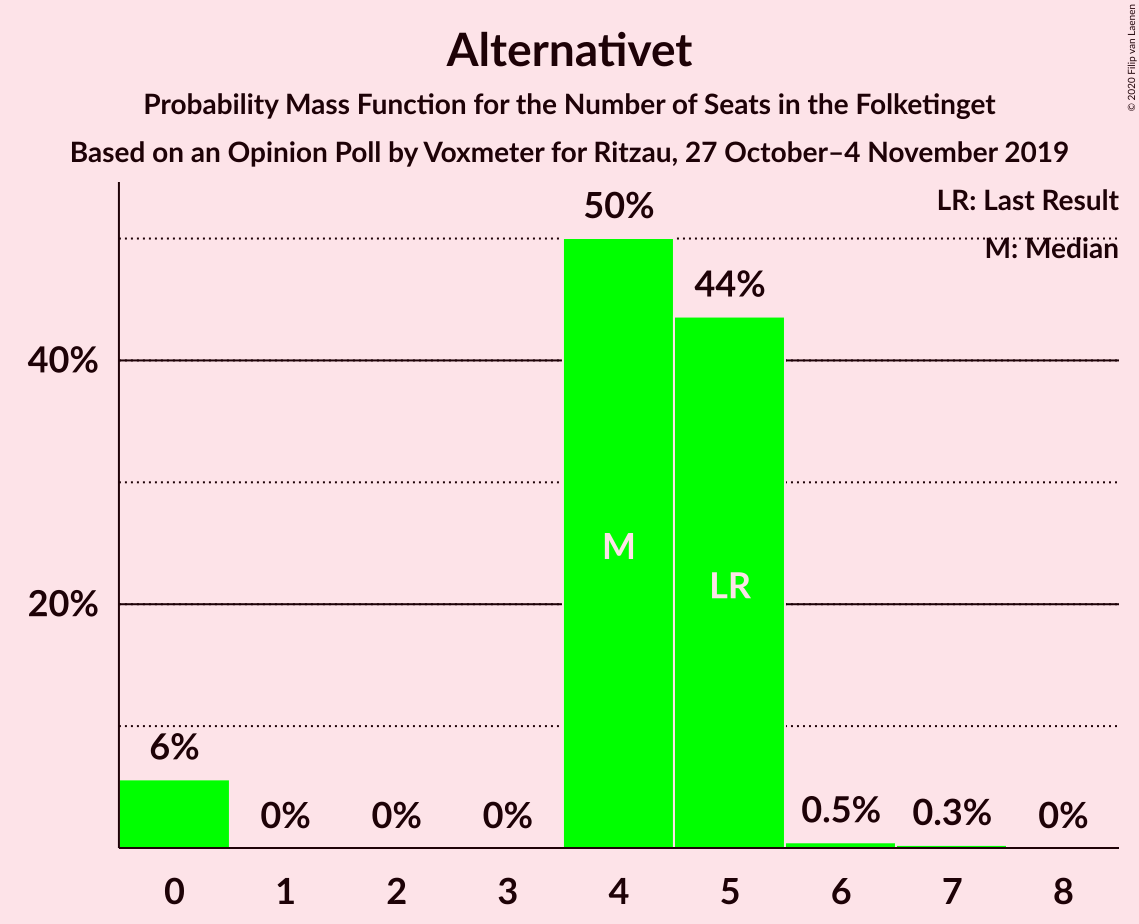 Alternativet
Probability Mass Function for the Number of Seats in the Folketinget
Based on an Opinion Poll by Voxmeter for Ritzau, 27 October–4 November 2019
© 2020 Filip van Laenen
LR: Last Result
M: Median
50%
44%
40%
M
LR
20%
6%
0%
0%
0%
0.5%
0.3%
0%
0
1
2
3
4
5
6
7
8